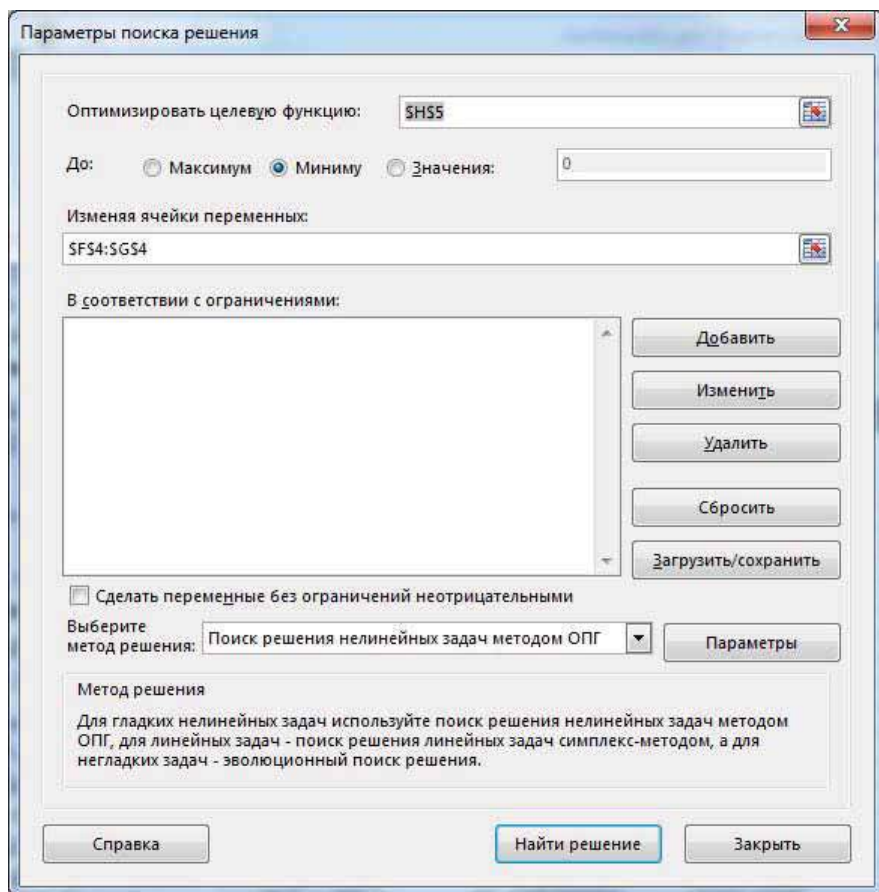 Параметры поиска решения
Оптимизировать целевую функцию: $H$5
До: Максимум Миниму Значения: 0
Изменяя ячейки переменных:
$F$4:$G$4
В соответствии с ограничениями:
Добавить
Изменить
Удалить
Сбросить
Загрузить/сохранить
Сделать переменные без ограничений неотрицательными
Выберите
метод решения: Поиск решения нелинейных задач методом ОПГ Параметры
Метод решения
Для гладких нелинейных задач используйте поиск решения нелинейных задач методом
ОПГ, для линейных задач - поиск решения линейных задач симплекс-методом, а для
негладких задач - эволюционный поиск решения.
Справка Найти решение Закрыть